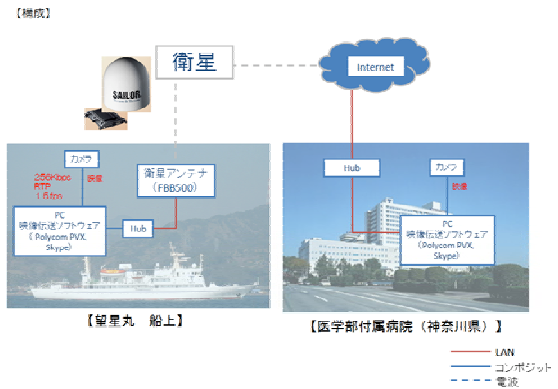 【構成】
衛星
Internet
SAILOR
カメラ
256Kbps
RTP
15fps
映像
衛星アンテナ
(FBB500)
PC
映像伝送ソフトウェア
( Polycom PVX,
Skype)
Hub
Hub
カメラ
映像
PC
映像伝送ソフトウェア
(Polycom PVX,
Skype)
【望星丸 船上】
【医学部付属病院（神奈川県）】
LAN
コンポジット
電波